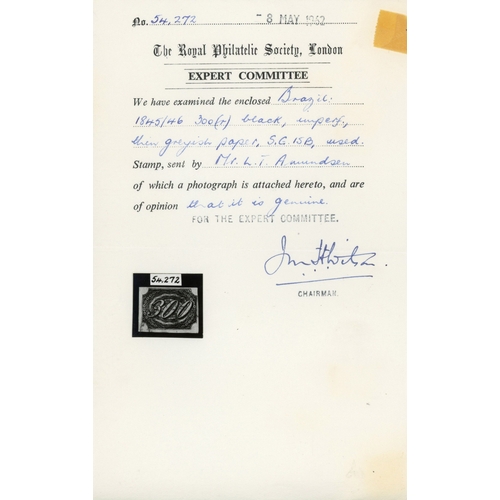 No. 54,272 - 8 MAY 1962
The Royal Philatelic Society, London
EXPERT COMMITTEE
We have examined the enclosed Brazil:
1845/46 300(r) black, imperf.,
thin greyish paper, S.G. 15B, used.
Stamp, sent by Mr. L. T. Amundsen
of which a photograph is attached hereto, and are
of opinion that it is genuine.
FOR THE EXPERT COMMITTEE.
CHAIRMAN.
54,272
300